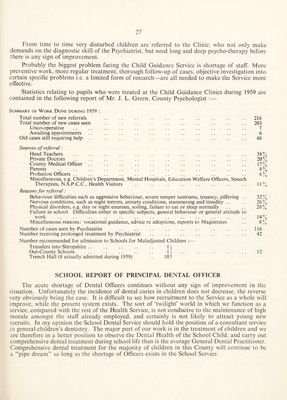 27
From time to time very disturbed children are referred to the Clinic, who not only make
demands on the diagnostic skill of the Psychiatrist, but need long and deep psycho-therapy before
there is any sign of improvement.
Probably the biggest problem facing the Child Guidance Service is shortage of staff. More
preventive work, more regular treatment, thorough follow-up of cases, objective investigation into
certain specific problems i.e. a limited form of research—are all needed to make the Service more
effective.
Statistics relating to pupils who were treated at the Child Guidance Clinics during 1959 are
contained in the following report of Mr. J. L. Green, County Psychologist :—
SUMMARY OF WORK DONE DURING 1959 :
Total number of new referrals 216
Total number of new cases seen 203
Unco-operative 7
Awaiting appointments 6
Old cases still requiring help 48
Sources of referral :
Head Teachers 38%
Private Doctors 20%
County Medical Officer 17%
Parents 8%
Probation Officers 6%
Miscellaneous, e.g. Children's Department, Mental Hospitals, Education Welfare Officers, Speech
Therapists, N.S.P.C.C., Health Visitors 11%
Reasons for referral :
Behaviour difficulties such as aggressive behaviour, severe temper tantrums, truancy, pilfering 32%
Nervous conditions, such as night terrors, anxiety conditions, stammering and timidity 26%
Physical disorders, e.g. day or night enuresis, soiling, failure to eat or sleep normally 20%
Failure in school. Difficulties either in specific subjects, general behaviour or general attitude to
work 14%
Miscellaneous reasons—vocational guidance, advice re adoptions, reports to Magistrates 8%
Number of cases seen by Psychiatrist 116
Number receiving prolonged treatment by Psychiatrist 42
Number recommended for admission to Schools for Maladjusted Children :—
Transfers into Shropshire
Out-County Schools 12
Trench Hall (6 actually admitted during 1959)
SCHOOL REPORT OF PRINCIPAL DENTAL OFFICER
The acute shortage of Dental Officers continues without any sign of improvement in the
situation. Unfortunately the incidence of dental caries in children does not decrease, the reverse
very obviously being the case. It is difficult to see how recruitment to the Service as a whole will
improve, while the present system exists. The sort of 'twilight' world in which we function as a
service, compared with the rest of the Health Service, is not conducive to the maintenance of high
morale amongst the staff already employed, and certainly is not likely to attract young new
recruits. In my opinion the School Dental Service should hold the position of a consultant service
in general children's dentistry. The major part of our work is in the treatment of children and we
are therefore in a better position to observe the Dental Health of the School Child, and carry out
comprehensive dental treatment during school life than is the average General Dental Practitioner.
Comprehensive dental treatment for the majority of children in this County will continue to be
a "pipe dream" so long as the shortage of Officers exists in the School Service.